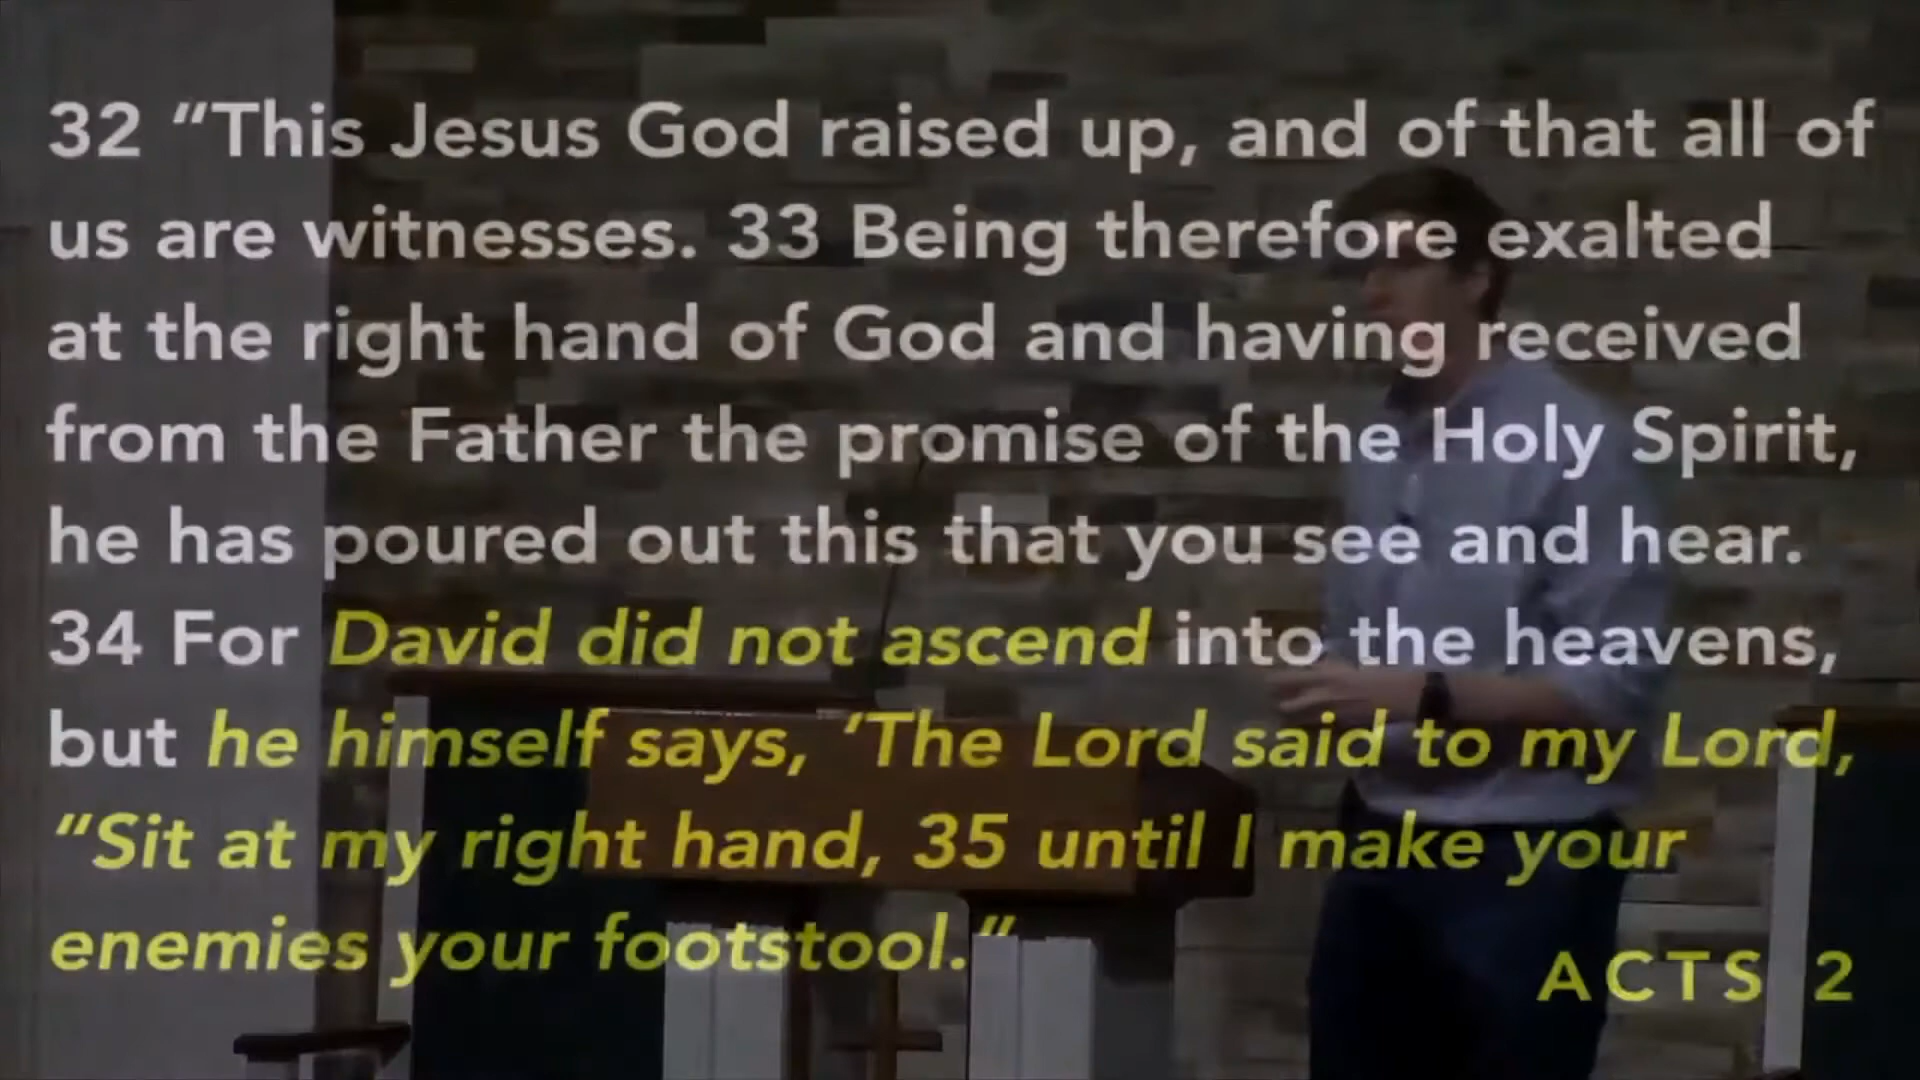 32 “This Jesus God raised up, and of that all of
us are witnesses. 33 Being therefore exalted
at the right hand of God and having received
from the Father the promise of the Holy Spirit,
he has poured out this that you see and hear.
34 For David did not ascend into the heavens,
but he himself says, ‘The Lord said to my Lord,
“Sit at my right hand, 35 until I make your
enemies your footstool.”
ACTS 2